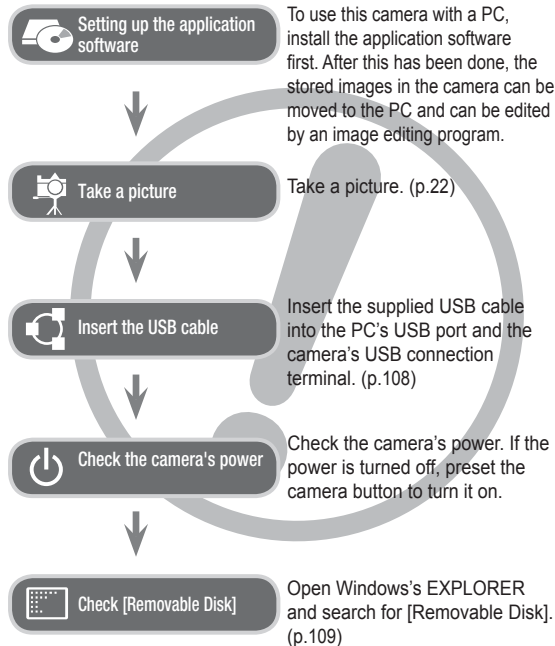 Setting up the application
software
To use this camera with a PC,
install the application software
first. After this has been done, the
stored images in the camera can be
moved to the PC and can be edited
by an image editing program.
Take a picture
Take a picture. (p.22)
Insert the USB cable
Insert the supplied USB cable
into the PC’s USB port and the
camera’s USB connection
terminal. (p.108)
Check the camera's power
Check the camera’s power. If the
power is turned off, preset the
camera button to turn it on.
Check [Removable Disk]
Open Windows’s EXPLORER
and search for [Removable Disk].
(p.109)